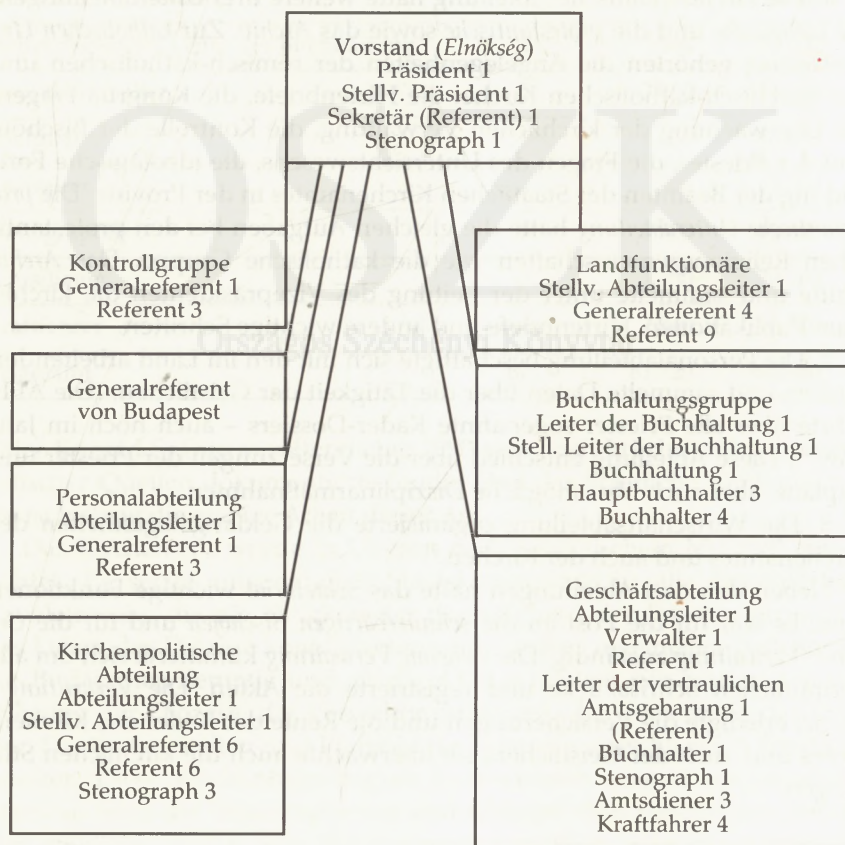 Vorstand (Elnökség)
Präsident 1
Stellv. Präsident 1
Sekretär (Referent) 1
Stenograph 1
Kontrollgruppe
Generalreferent 1
Referent 3
Generalreferent
von Budapest
Personalabteilung
Abteilungsleiter 1
Generalreferent 1
Referent 3
Kirchenpolitische
Abteilung
Abteilungsleiter 1
Stellv. Abteilungsleiter 1
Generalreferent 6
Referent 6
Stenograph 3
Landfunktionäre
Stellv. Abteilungsleiter 1
Generalreferent 4
Referent 9
Buchhaltungsgruppe
Leiter der Buchhaltung 1
Stell. Leiter der Buchhaltung 1
Buchhaltung 1
Hauptbuchhalter 3
Buchhalter 4
Geschäftsabteilung
Abteilungsleiter 1
Verwalter 1
Referent 1
Leiter der vertraulichen
Amtsgebarung 1
(Referent)
Buchhalter 1
Stenograph 1
Amtsdiener 3
Kraftfahrer 4
OSZK
Országos Széchényi Könyvtár